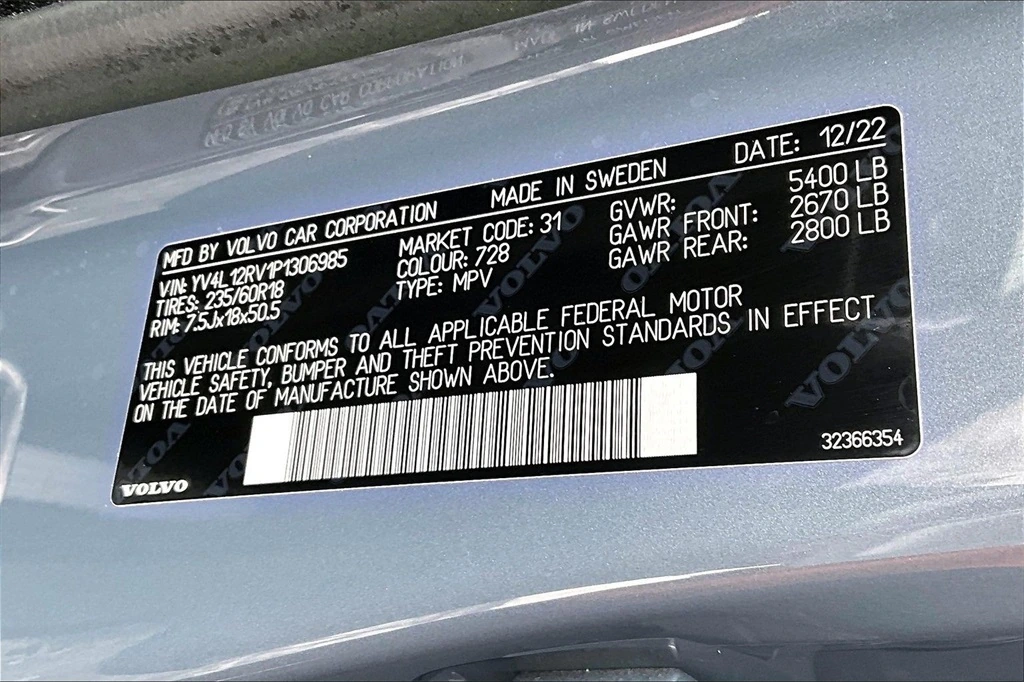 MFD BY VOLVO CAR CORPORATION MADE IN SWEDEN DATE: 12/22
VIN: YV4L12RV1P1306985 MARKET CODE: 31 GVWR: 5400 LB
TIRES: 235/60R18 COLOUR: 728 GAWR FRONT: 2670 LB
RIM: 7.5Jx18x50.5 TYPE: MPV GAWR REAR: 2800 LB
THIS VEHICLE CONFORMS TO ALL APPLICABLE FEDERAL MOTOR
VEHICLE SAFETY, BUMPER AND THEFT PREVENTION STANDARDS IN EFFECT
ON THE DATE OF MANUFACTURE SHOWN ABOVE.
VOLVO
32366354